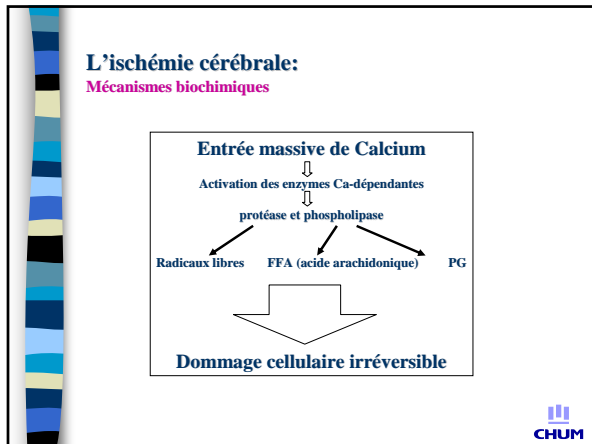 L'ischémie cérébrale:
Mécanismes biochimiques
Entrée massive de Calcium
Activation des enzymes Ca-dépendantes
protéase et phospholipase
Radicaux libres FFA (acide arachidonique) PG
Dommage cellulaire irréversible
CHUM